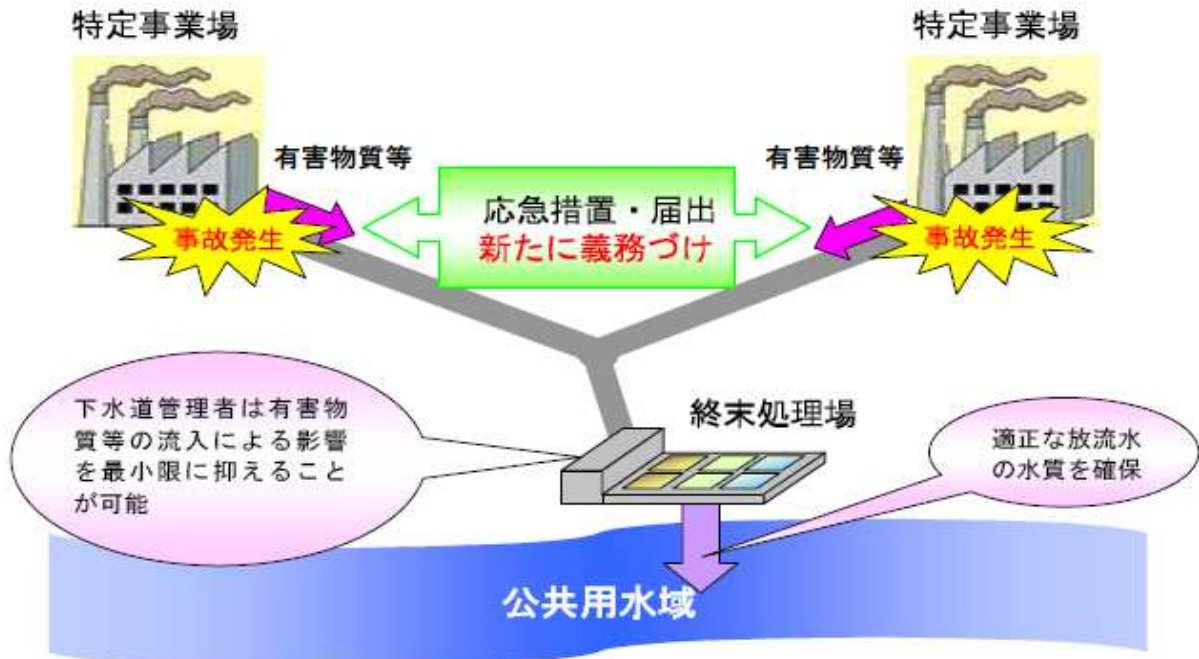 特定事業場
特定事業場
有害物質等
有害物質等
応急措置・届出
新たに義務づけ
事故発生
事故発生
下水道管理者は有害物
質等の流入による影響
を最小限に抑えること
が可能
終末処理場
適正な放流水
の水質を確保
公共用水域